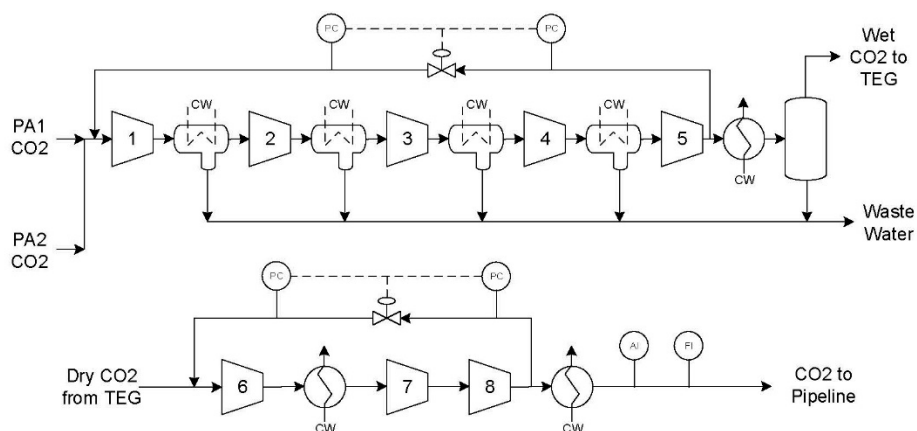 PC
PC
Wet
CO2 to
TEG
CW
CW
CW
CW
PA1
CO2
1
2
3
4
5
CW
PA2
CO2
Waste
Water
PC
PC
AI
FI
Dry CO2
from TEG
6
7
8
CO2 to
Pipeline
CW
CW